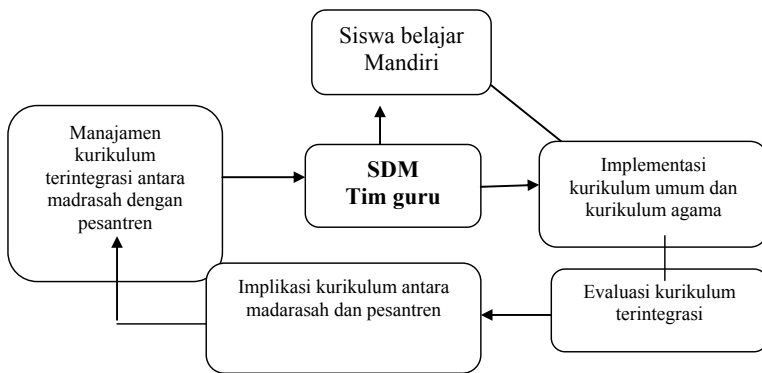 Siswa belajar
Mandiri
Manajamen
kurikulum
terintegrasi antara
madrasah dengan
pesantren
SDM
Tim guru
Implementasi
kurikulum umum dan
kurikulum agama
Implikasi kurikulum antara
madarasah dan pesantren
Evaluasi kurikulum
terintegrasi